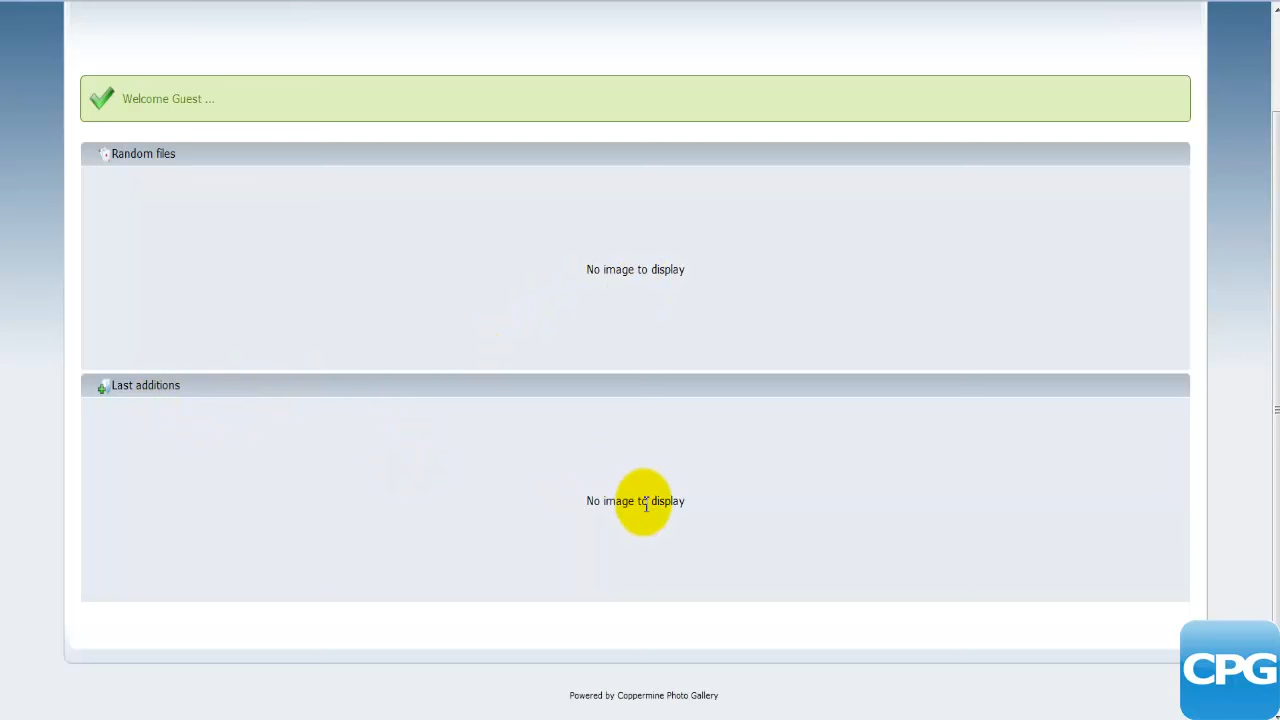 Welcome Guest ...
Random files
No image to display
Last additions
No image to display
CPG
Powered by Coppermine Photo Gallery